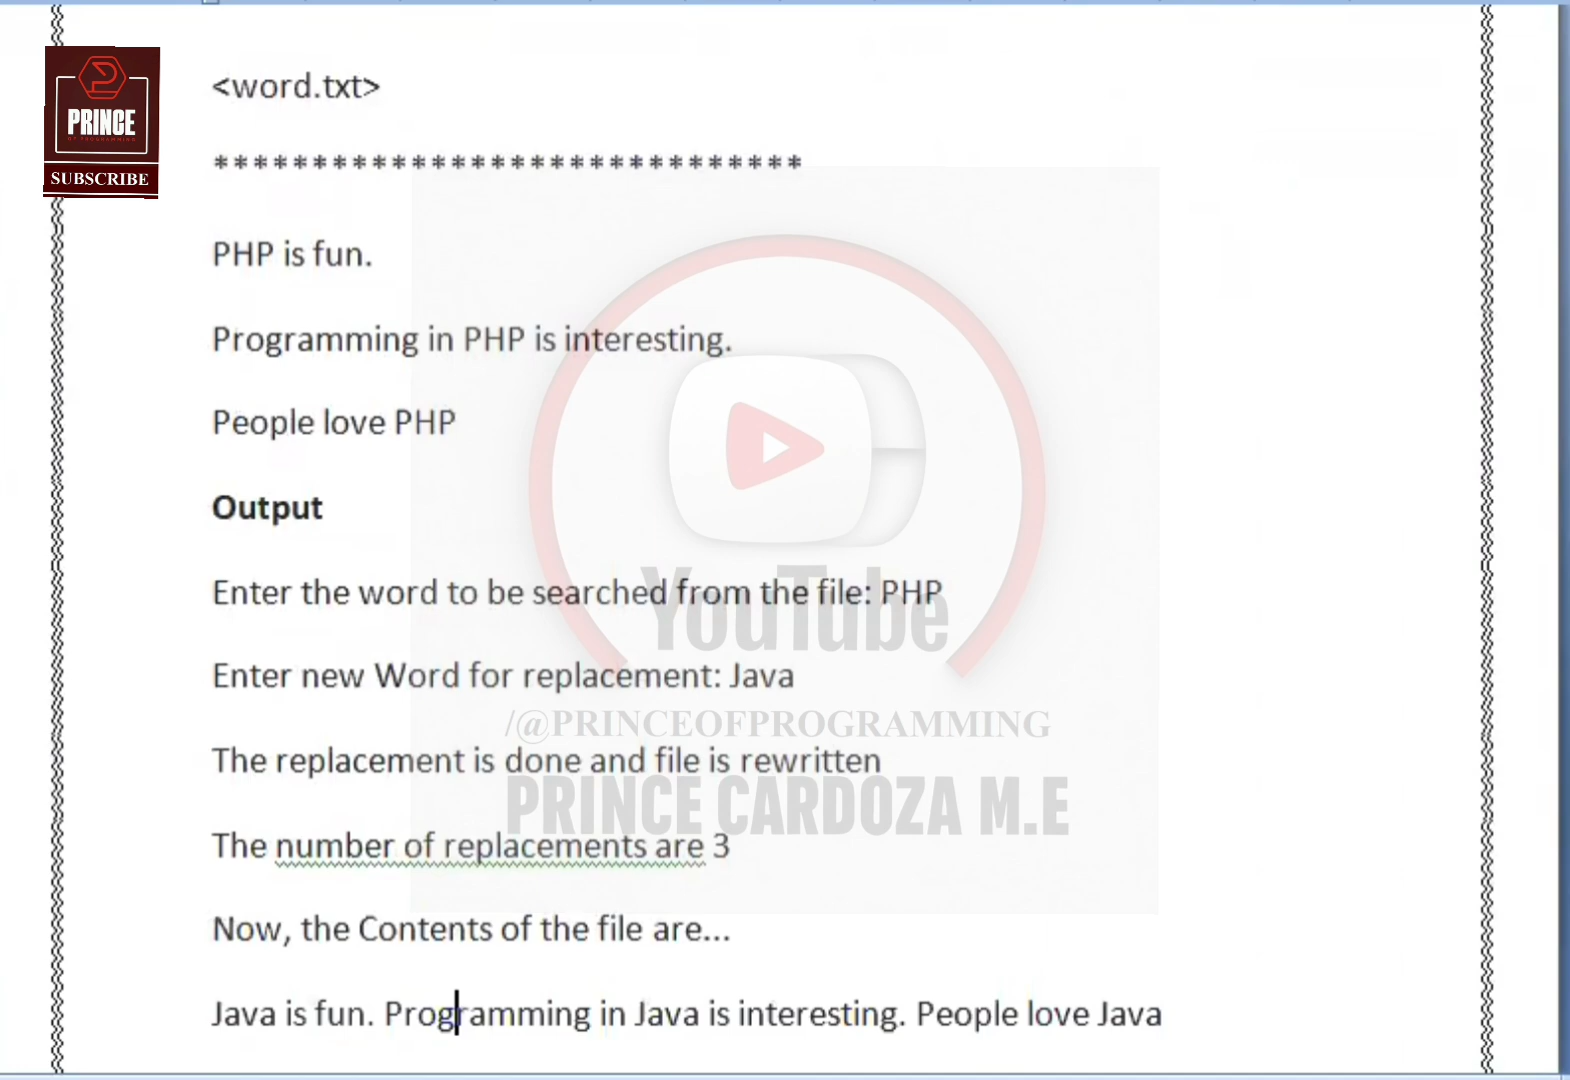 <word.txt>
PRINCE
OF PROGRAMMING
SUBSCRIBE
******************************
PHP is fun.
Programming in PHP is interesting.
People love PHP
Output
Enter the word to be searched from the file: PHP
YouTube
Enter new Word for replacement: Java
/@PRINCEOFPROGRAMMING
The replacement is done and file is rewritten
PRINCE CARDOZA M.E
The number of replacements are 3
Now, the Contents of the file are...
Java is fun. Programming in Java is interesting. People love Java